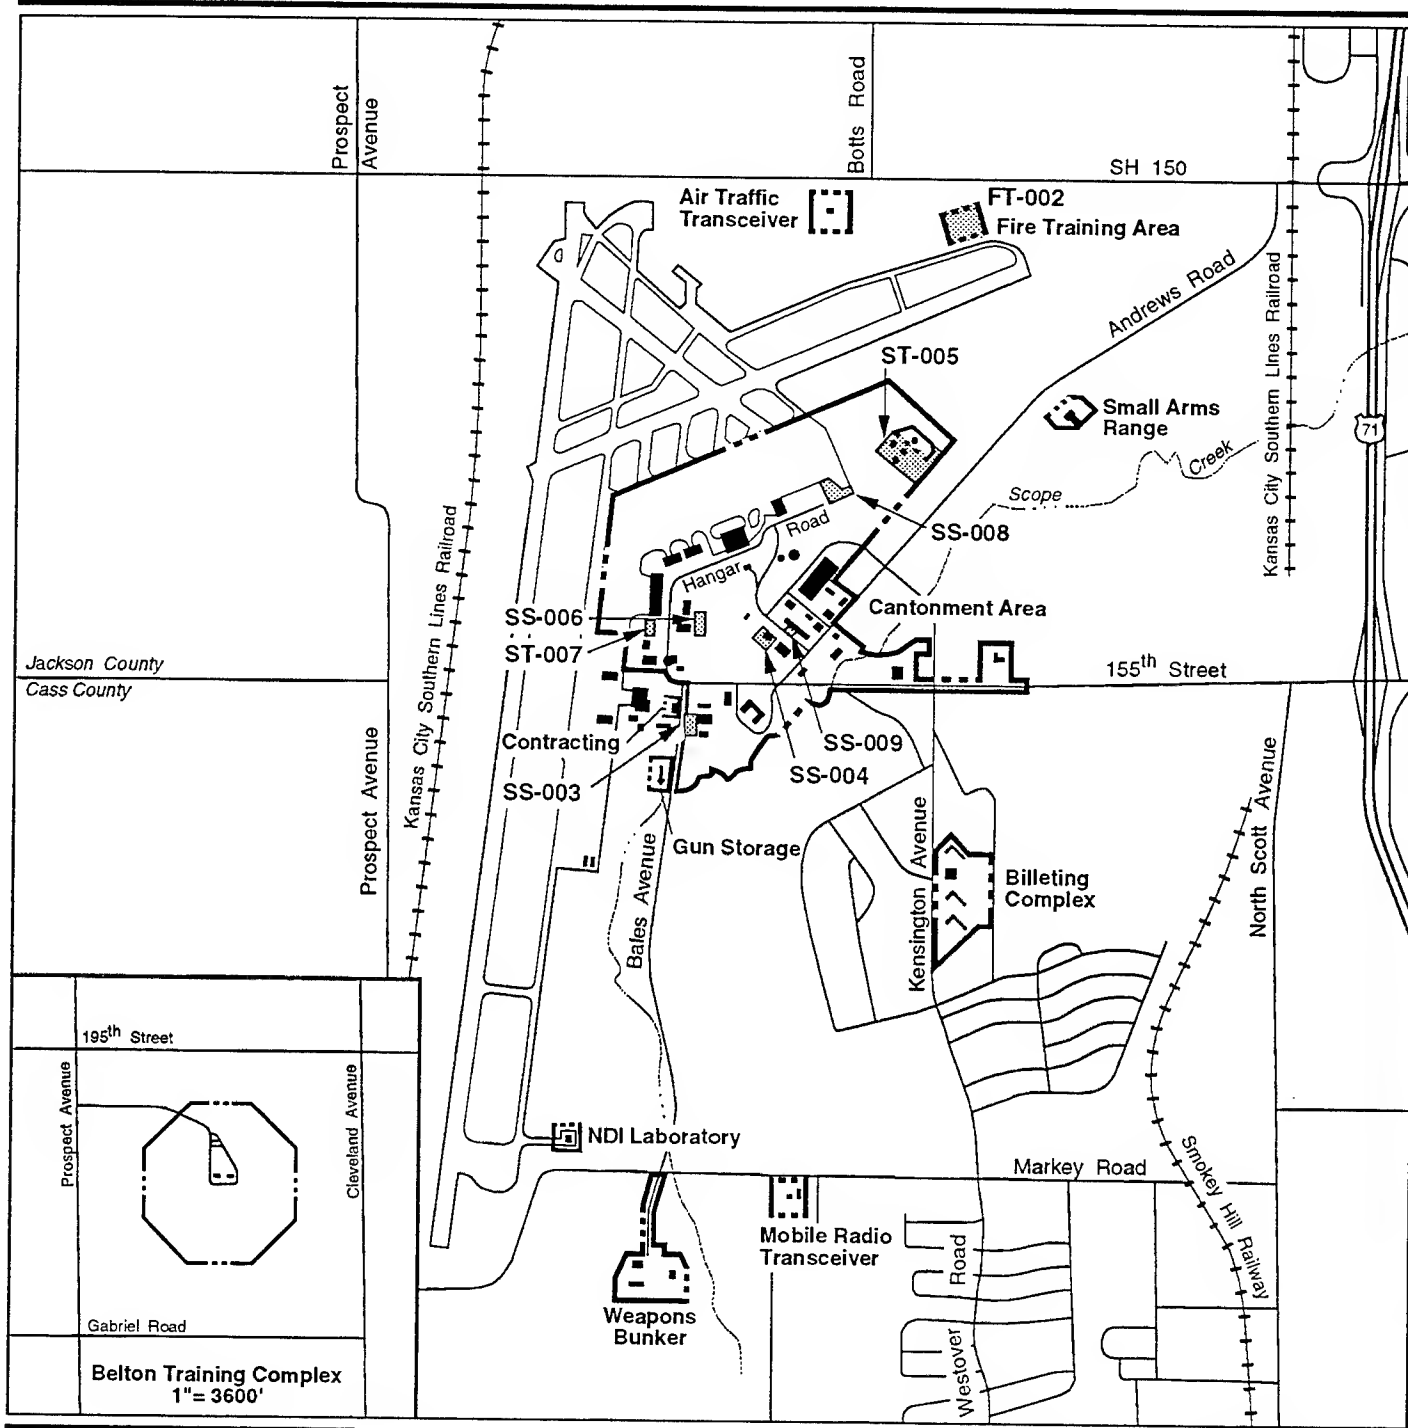 Prospect
Avenue
Botts Road
SH 150
Air Traffic
Transceiver
FT-002
Fire Training Area
Andrews Road
Kansas City Southern Lines Railroad
ST-005
Small Arms
Range
71
Creek
Scope
SS-008
Road
Hangar
Kansas City Southern Lines Railroad
Cantonment Area
SS-006
ST-007
Jackson County
Cass County
155th Street
Contracting
SS-009
SS-004
SS-003
Prospect Avenue
Gun Storage
Bales Avenue
Kensington Avenue
Billeting
Complex
North Scott Avenue
195th Street
Prospect Avenue
Cleveland Avenue
Gabriel Road
Belton Training Complex
1"= 3600'
NDI Laboratory
Markey Road
Smokey Hill Railway
Mobile Radio
Transceiver
Weapons
Bunker
Westover Road